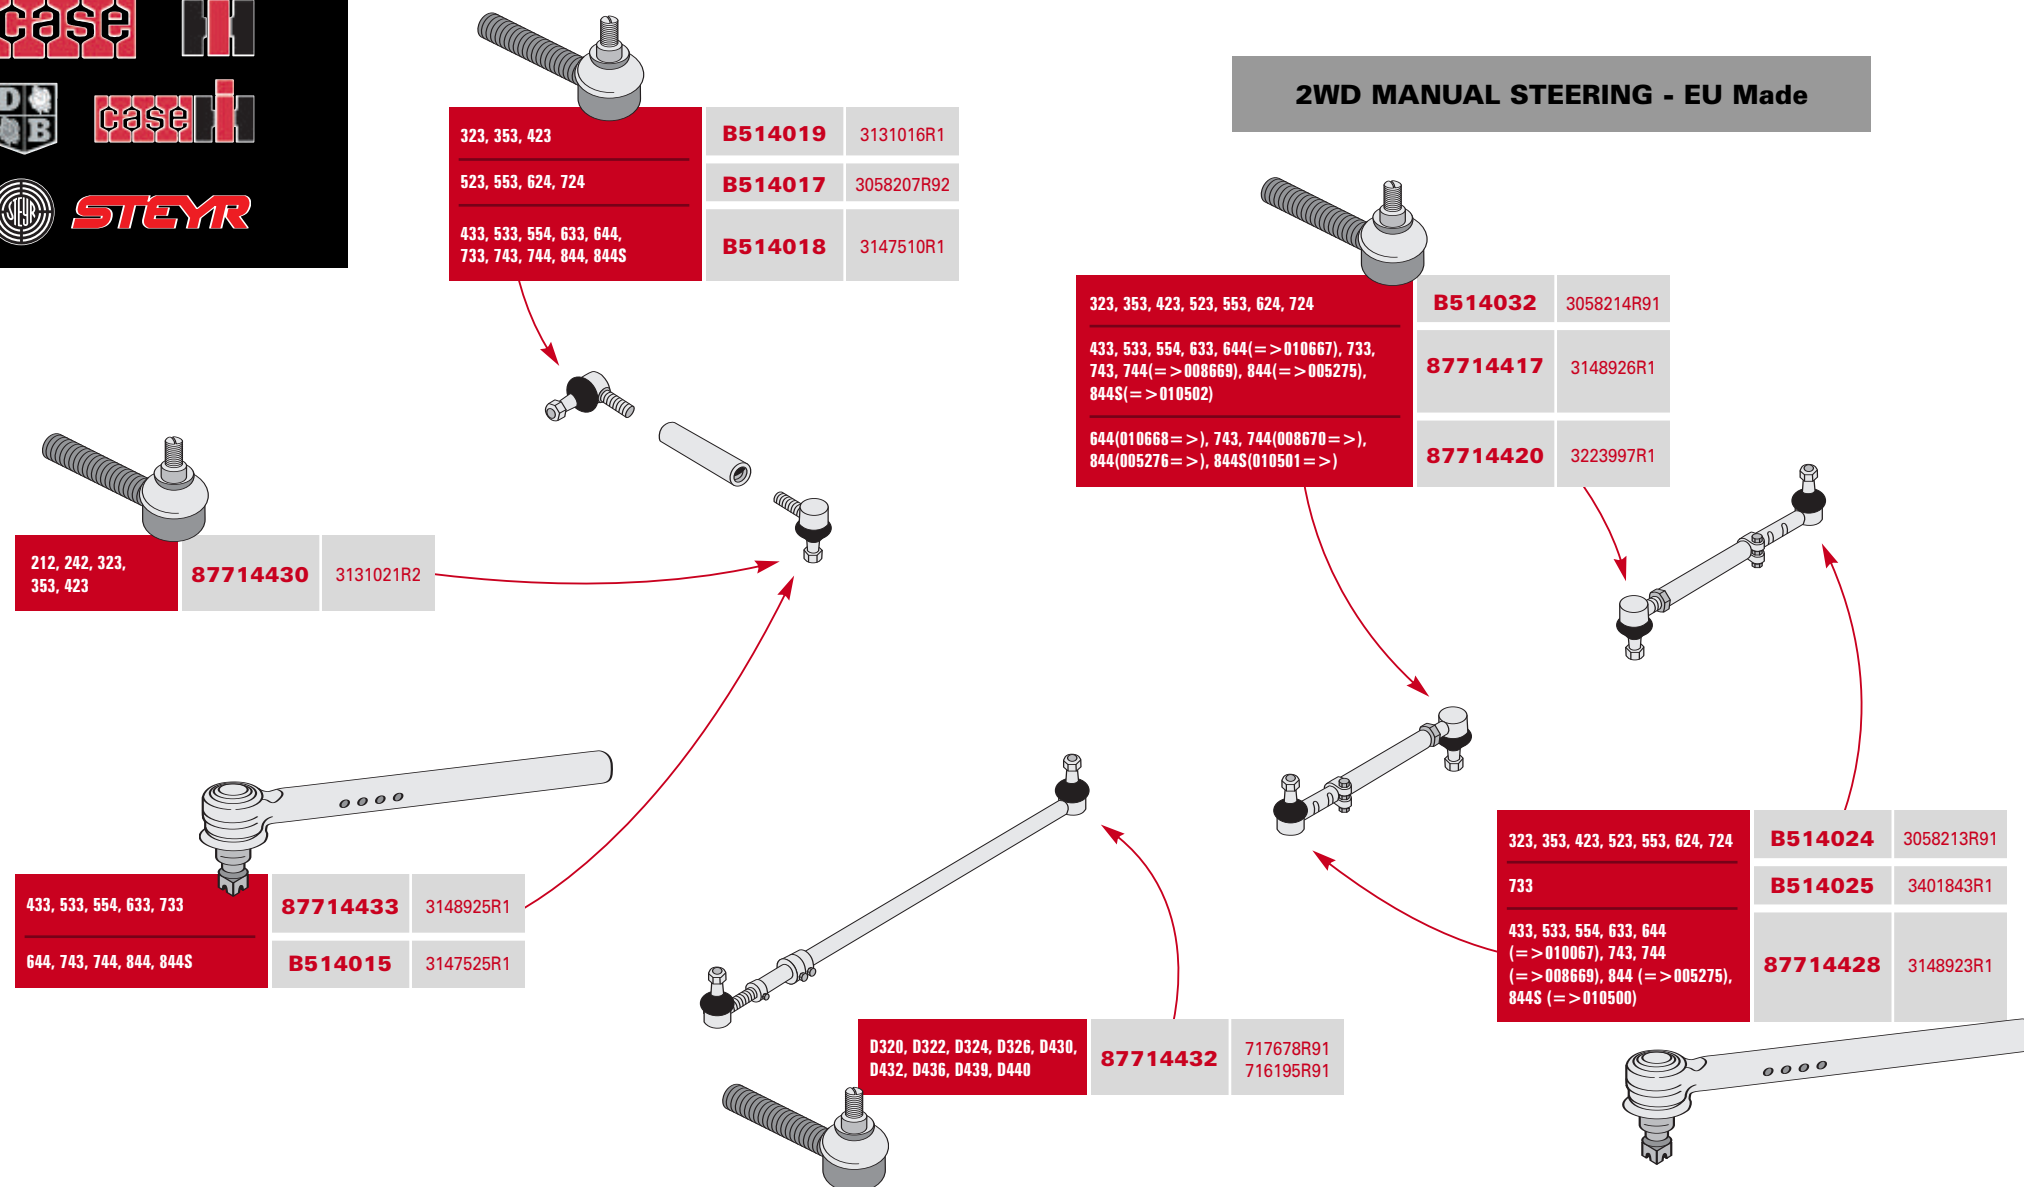 case
D B
case IH
STEYR
STEYR
2WD MANUAL STEERING - EU Made
323, 353, 423 B514019 3131016R1
523, 553, 624, 724 B514017 3058207R92
433, 533, 554, 633, 644,
733, 743, 744, 844, 844S B514018 3147510R1
323, 353, 423, 523, 553, 624, 724 B514032 3058214R91
433, 533, 554, 633, 644(=>010667), 733,
743, 744(=>008669), 844(=>005275), 87714417 3148926R1
844S(=>010502)
644(010668=>), 743, 744(008670=>),
844(005276=>), 844S(010501=>) 87714420 3223997R1
212, 242, 323,
353, 423 87714430 3131021R2
433, 533, 554, 633, 733 87714433 3148925R1
644, 743, 744, 844, 844S B514015 3147525R1
323, 353, 423, 523, 553, 624, 724 B514024 3058213R91
733 B514025 3401843R1
433, 533, 554, 633, 644
(=>010067), 743, 744
(=>008669), 844 (=>005275), 87714428 3148923R1
844S (=>010500)
D320, D322, D324, D326, D430, 717678R91
D432, D436, D439, D440 87714432 716195R91